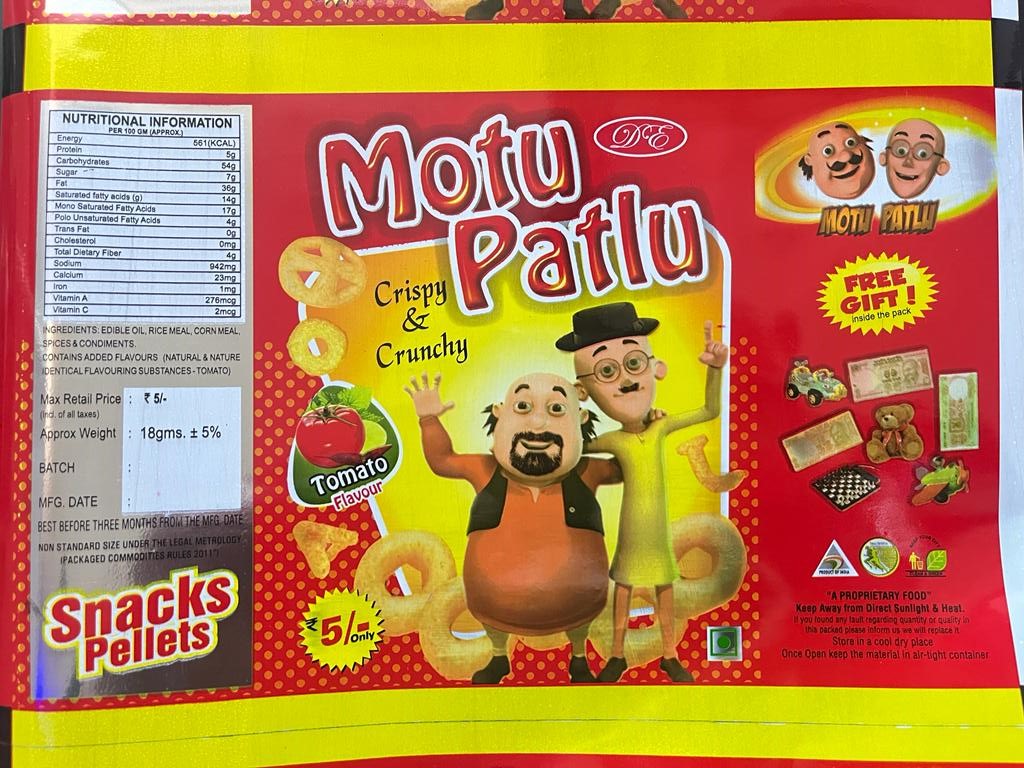 NUTRITIONAL INFORMATION
PER 100 GM (APPROX.)
Energy 561(KCAL)
Protein 5g
Carbohydrates 54g
Sugar 7g
Fat 36g
Saturated fatty acids (g) 14g
Mono Saturated Fatty Acids 17g
Polo Unsaturated Fatty Acids 4g
Trans Fat 0g
Cholesterol 0mg
Total Dietary Fiber 4g
Sodium 942mg
Calcium 23mg
Iron 1mg
Vitamin A 276mcg
Vitamin C 2mcg
INGREDIENTS: EDIBLE OIL, RICE MEAL, CORN MEAL,
SPICES & CONDIMENTS.
CONTAINS ADDED FLAVOURS (NATURAL & NATURE
IDENTICAL FLAVOURING SUBSTANCES - TOMATO)
Max Retail Price : ₹ 5/-
(Incl. of all taxes)
Approx Weight : 18gms. ± 5%
BATCH :
MFG. DATE :
BEST BEFORE THREE MONTHS FROM THE MFG. DATE
NON STANDARD SIZE UNDER THE LEGAL METROLOGY
(PACKAGED COMMODITIES RULES 2011")
Snacks
Pellets
Motu
Patlu
DE
Crispy
&
Crunchy
Tomato
Flavour
₹ 5/- Only
MOTU PATLU
FREE
GIFT !
inside the pack
PRODUCT OF INDIA
"A PROPRIETARY FOOD"
Keep Away from Direct Sunlight & Heat.
If you found any fault regarding quantity or quality in
this packed please inform us we will replace it
Store in a cool dry place
Once Open keep the material in air-tight container